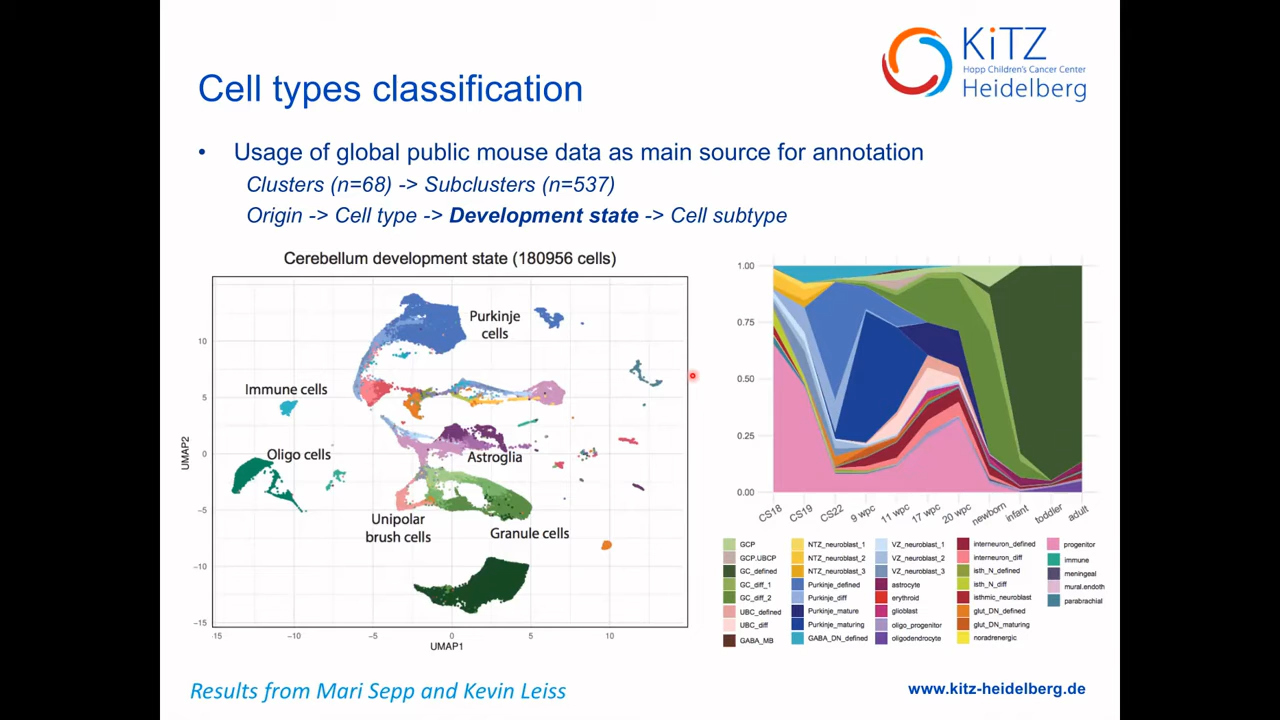 KiTZ
Hopp Children's Cancer Center
Heidelberg
Cell types classification
• Usage of global public mouse data as main source for annotation
Clusters (n=68) -> Subclusters (n=537)
Origin -> Cell type -> Development state -> Cell subtype
Cerebellum development state (180956 cells)
Purkinje
cells
Immune cells
Oligo cells
Astroglia
Unipolar
brush cells
Granule cells
10
5
0
−5
−10
−15
UMAP2
15
−10
−5
0
5
10
UMAP1
1.00
0.75
0.50
0.25
0.00
CS18
CS19
CS22
9 wpc
11 wpc
17 wpc
20 wpc
newborn
infant
toddler
adult
GCP
GCP.UBCP
GC_defined
GC_diff_1
GC_diff_2
UBC_defined
UBC_diff
GABA_MB
NTZ_neuroblast_1
NTZ_neuroblast_2
NTZ_neuroblast_3
Purkinje_defined
Purkinje_diff
Purkinje_mature
Purkinje_maturing
GABA_DN_defined
VZ_neuroblast_1
VZ_neuroblast_2
VZ_neuroblast_3
astrocyte
erythroid
glioblast
oligo_progenitor
oligodendrocyte
interneuron_defined
interneuron_diff
isth_N_defined
isth_N_diff
isthmic_neuroblast
glut_DN_defined
glut_DN_maturing
noradrenergic
progenitor
immune
meningeal
mural.endoth
parabrachial
Results from Mari Sepp and Kevin Leiss
www.kitz-heidelberg.de